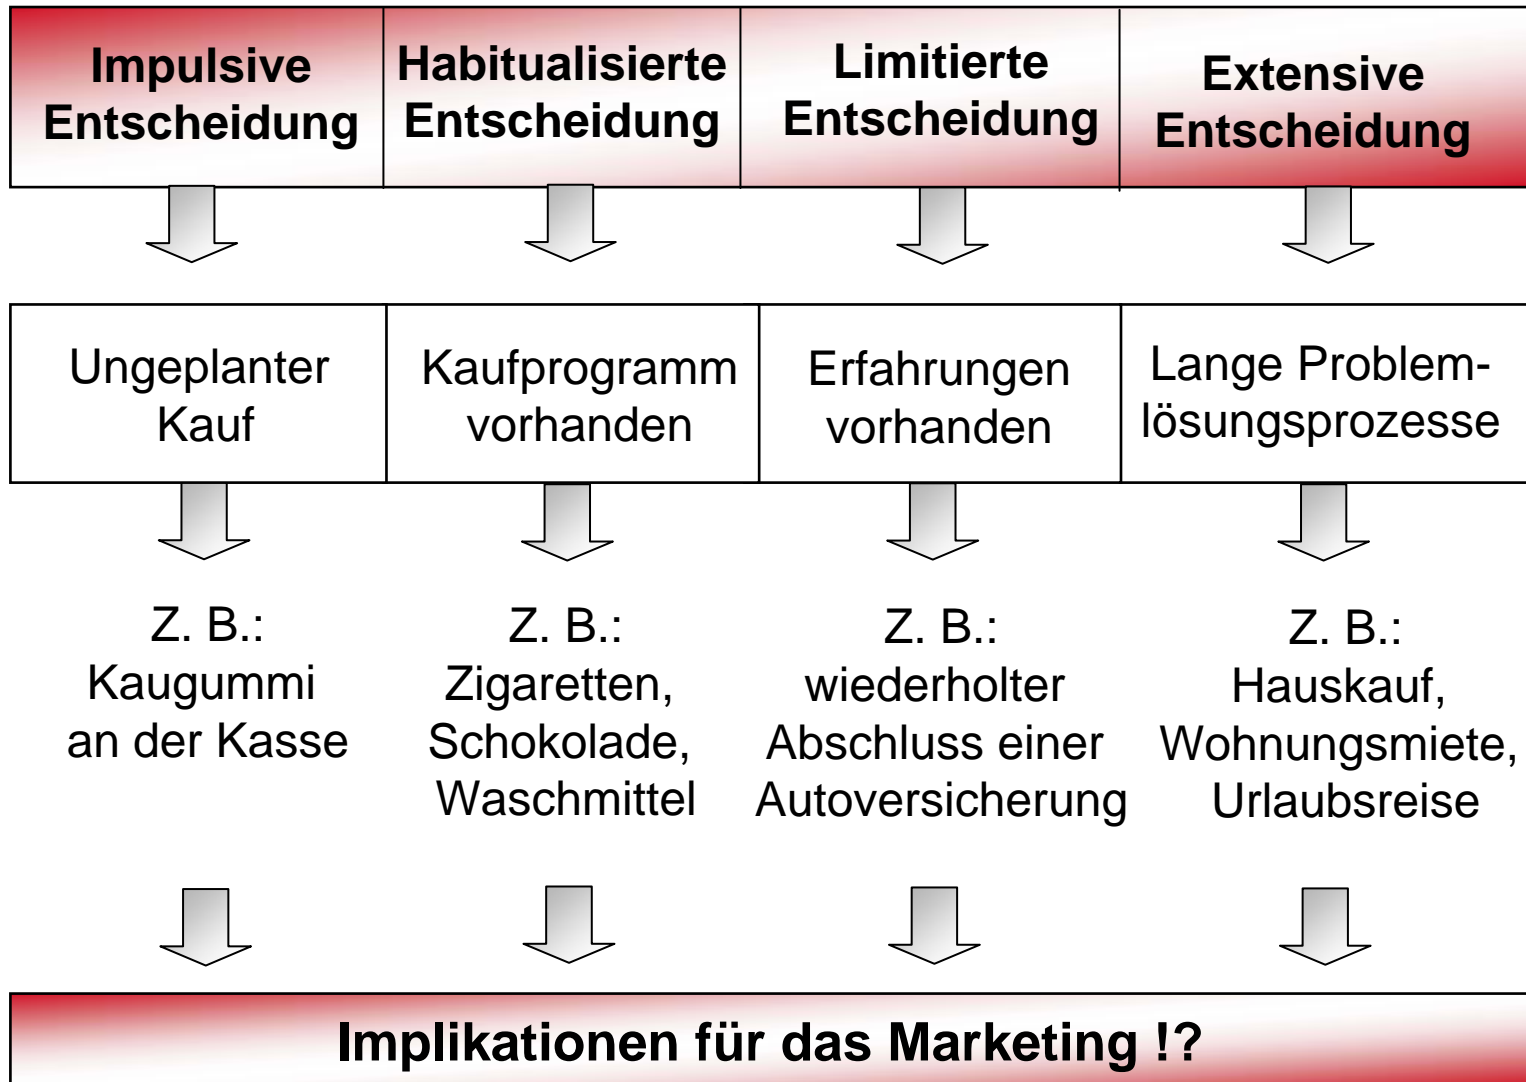 Impulsive
Entscheidung
Habitualisierte
Entscheidung
Limitierte
Entscheidung
Extensive
Entscheidung
Ungeplanter
Kauf
Kaufprogramm
vorhanden
Erfahrungen
vorhanden
Lange Problem-
lösungsprozesse
Z. B.:
Kaugummi
an der Kasse
Z. B.:
Zigaretten,
Schokolade,
Waschmittel
Z. B.:
wiederholter
Abschluss einer
Autoversicherung
Z. B.:
Hauskauf,
Wohnungsmiete,
Urlaubsreise
Implikationen für das Marketing !?